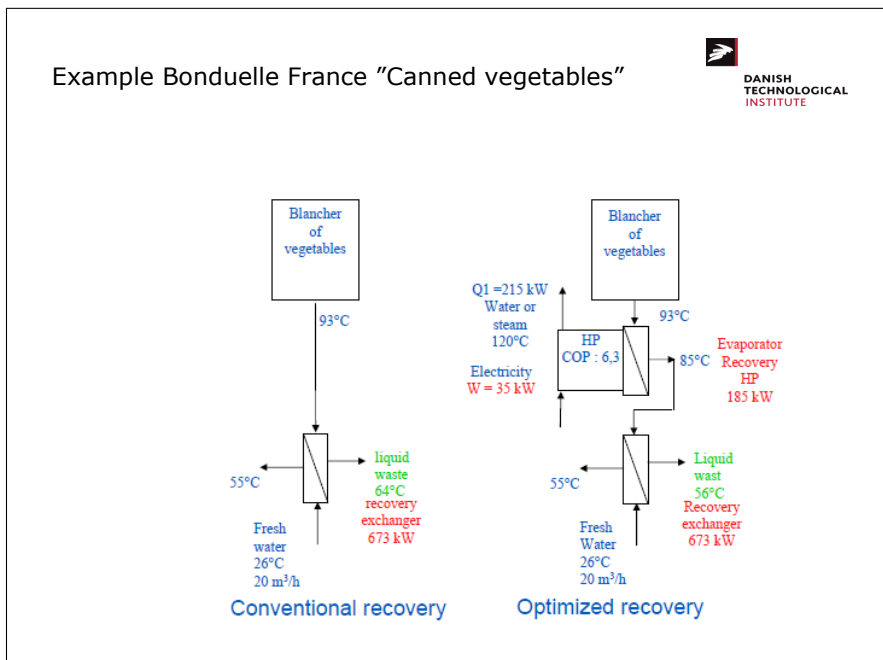 Example Bonduelle France ”Canned vegetables”
DANISH
TECHNOLOGICAL
INSTITUTE
Blancher
of
vegetables
93°C
55°C
liquid
waste
64°C
recovery
exchanger
673 kW
Fresh
water
26°C
20 m³/h
Conventional recovery
Blancher
of
vegetables
Q1 =215 kW
Water or
steam
120°C
93°C
HP
COP : 6,3
Electricity
W = 35 kW
85°C
Evaporator
Recovery
HP
185 kW
55°C
Liquid
wast
56°C
Recovery
exchanger
673 kW
Fresh
Water
26°C
20 m³/h
Optimized recovery